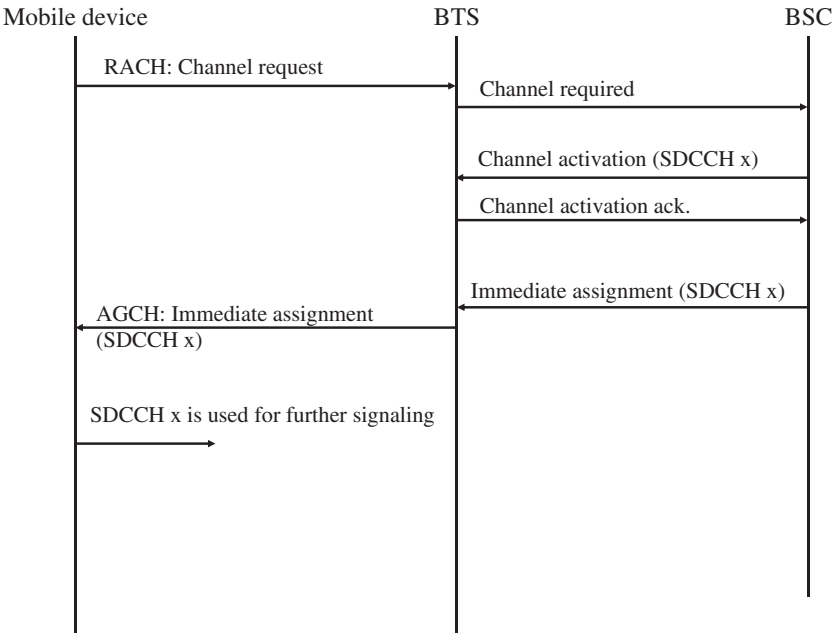 Mobile device
BTS
BSC
RACH: Channel request
Channel required
Channel activation (SDCCH x)
Channel activation ack.
Immediate assignment (SDCCH x)
AGCH: Immediate assignment
(SDCCH x)
SDCCH x is used for further signaling